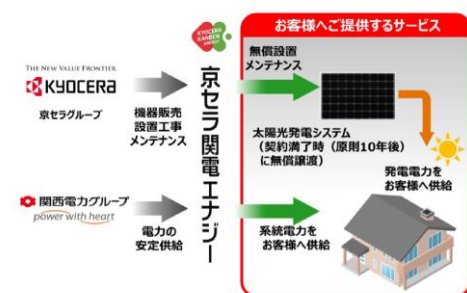 お客様へご提供するサービス
KYOCERA
KANDEN
ENERGY
THE NEW VALUE FRONTIER
KYOCERA
京セラグループ
機器販売
設置工事
メンテナンス
京セラ関電エナジー
無償設置
メンテナンス
太陽光発電システム
（契約満了時（原則10年後）
に無償譲渡）
発電電力を
お客様へ供給
関西電力グループ
power with heart
電力の
安定供給
系統電力を
お客様へ供給